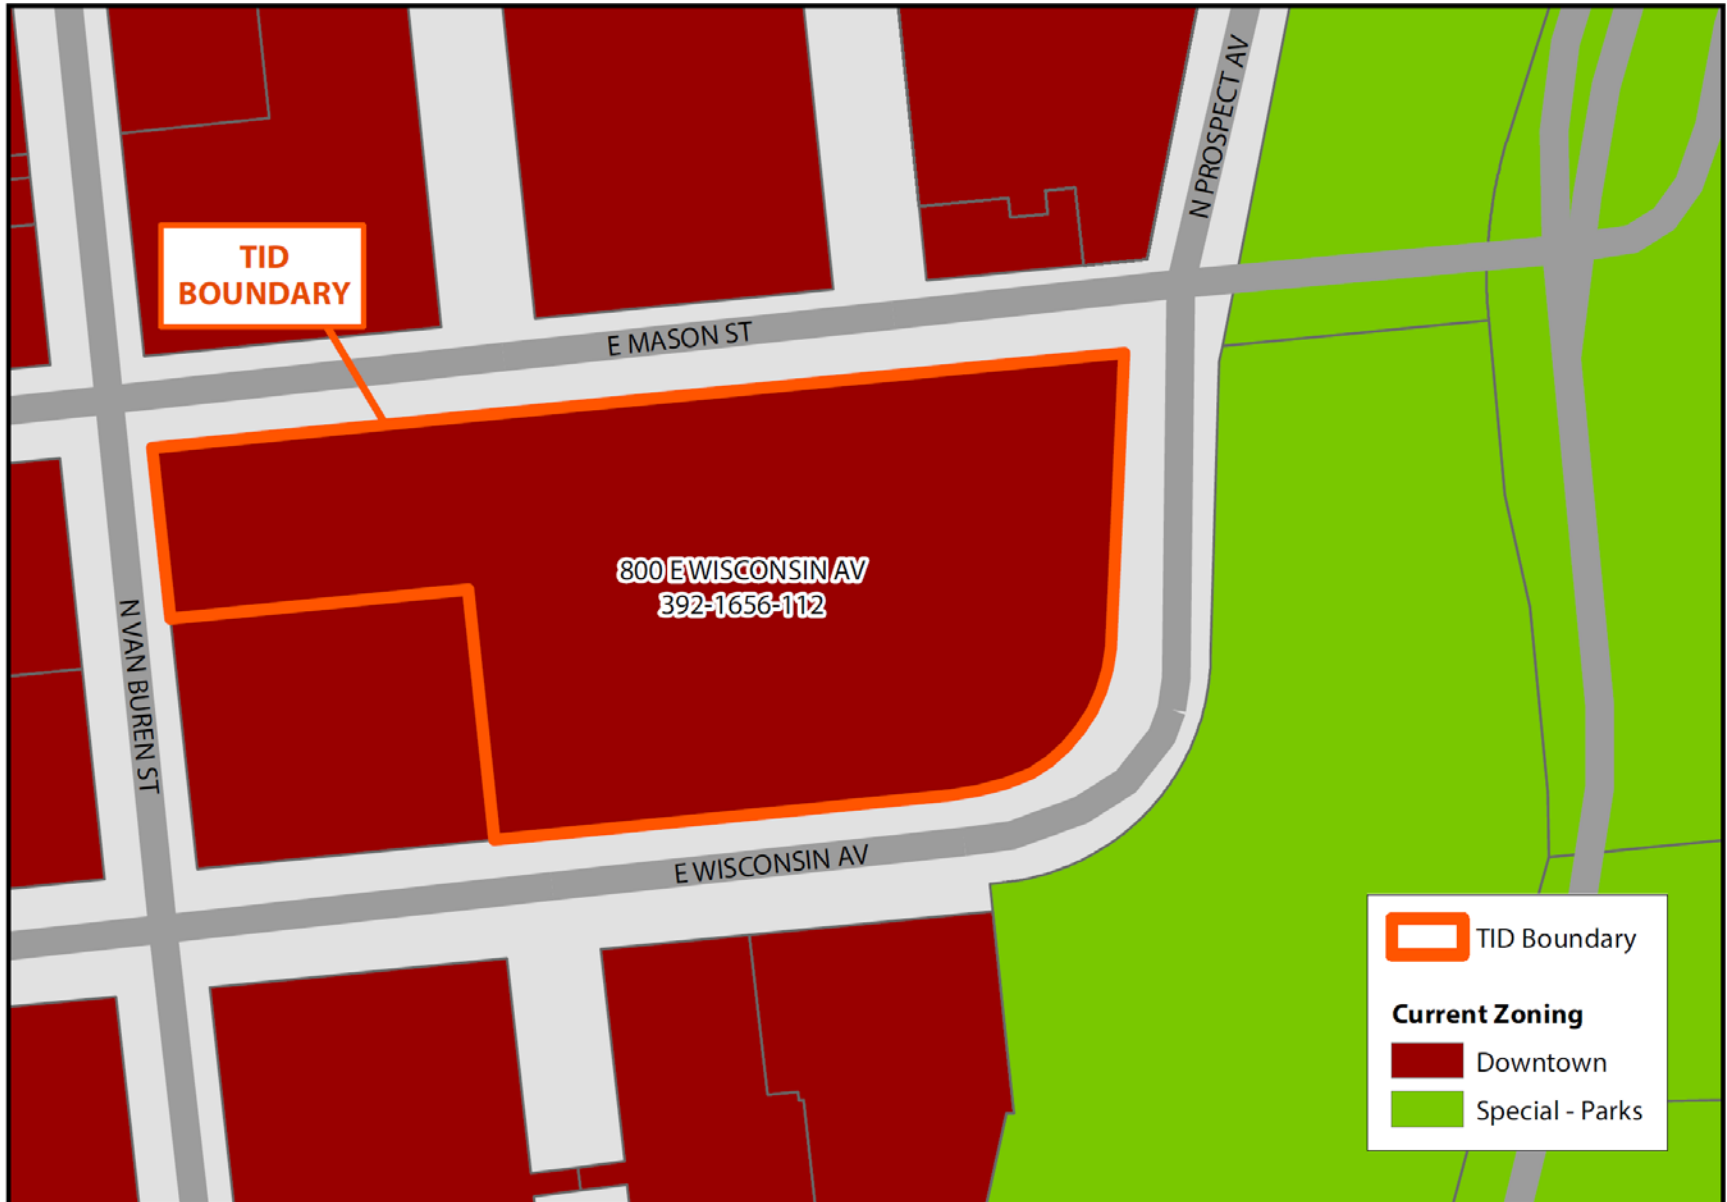 N PROSPECT AV
TID
BOUNDARY
E MASON ST
800 E WISCONSIN AV
392-1656-112
N VAN BUREN ST
E WISCONSIN AV
TID Boundary
Current Zoning
Downtown
Special - Parks